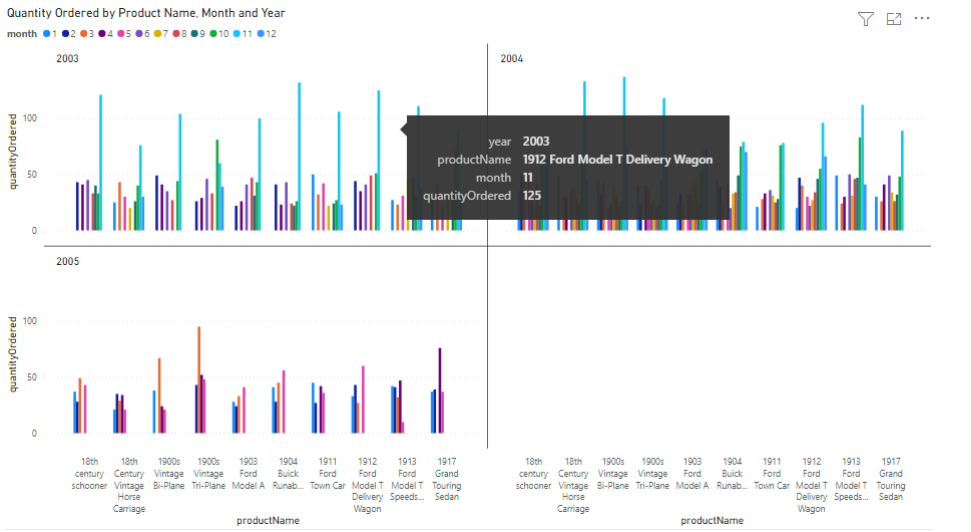 Quantity Ordered by Product Name, Month and Year
month 1 2 3 4 5 6 7 8 9 10 11 12
2003
2004
quantityOrdered
100
50
0
year 2003
productName 1912 Ford Model T Delivery Wagon
month 11
quantityOrdered 125
2005
quantityOrdered
100
50
0
18th century schooner
18th Century Vintage Horse Carriage
1900s Vintage Bi-Plane
1900s Vintage Tri-Plane
1903 Ford Model A
1904 Buick Runab...
1911 Ford Town Car
1912 Ford Model T Delivery Wagon
1913 Ford Model T Speeds...
1917 Grand Touring Sedan
productName
18th century schooner
18th Century Vintage Horse Carriage
1900s Vintage Bi-Plane
1900s Vintage Tri-Plane
1903 Ford Model A
1904 Buick Runab...
1911 Ford Town Car
1912 Ford Model T Delivery Wagon
1913 Ford Model T Speeds...
1917 Grand Touring Sedan
productName